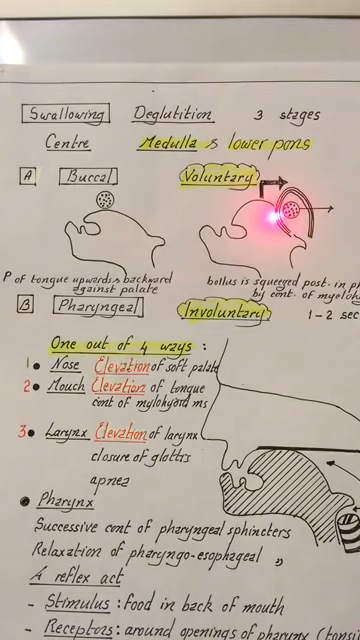 Swallowing Deglutition 3 stages
Centre Medulla & lower pons
A Buccal Voluntary
P of tongue upwards & backward
against palate
bollus is squeezed post. in ph
by cont. of mylohy
B Pharyngeal Involuntary 1-2 sec
One out of 4 ways :
1 • Nose Elevation of soft palate
2 • Mouch Elevation of tongue
cont of mylohyoid ms
3 • Larynx Elevation of larynx
closure of glottis
apnea
• Pharynx
Successive cont of pharyngeal sphincters
Relaxation of pharyngo-esophageal "
A reflex act
- Stimulus : food in back of mouth
- Receptors : around openings of pharynx (tons